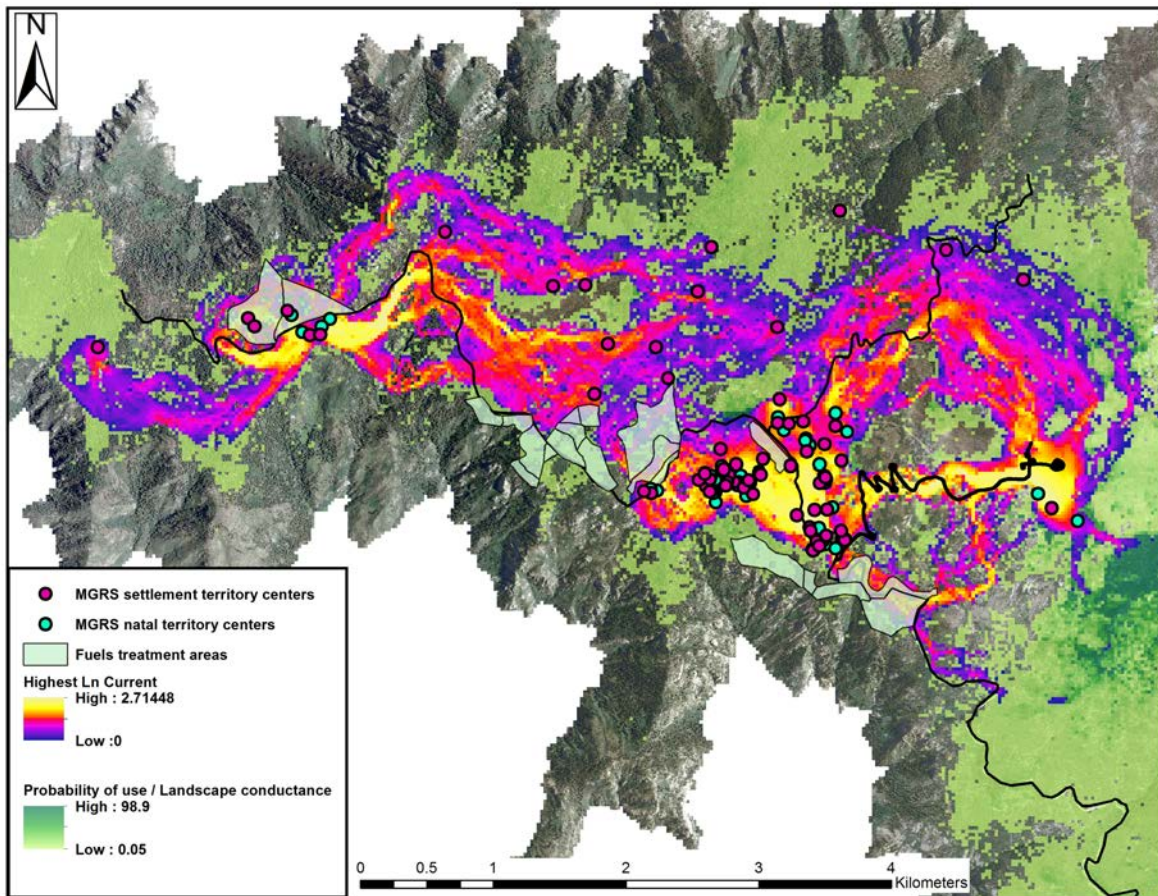 N
MGRS settlement territory centers
MGRS natal territory centers
Fuels treatment areas
Highest Ln Current
High : 2.71448
Low :0
Probability of use / Landscape conductance
High : 98.9
Low : 0.05
0 0.5 1 2 3 4
Kilometers